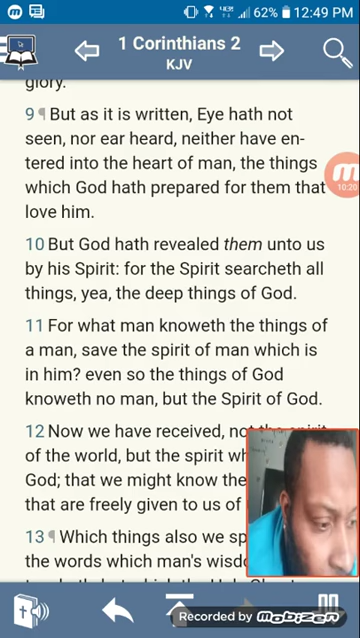 62% 12:49 PM
1 Corinthians 2
KJV
glory.
9 ¶ But as it is written, Eye hath not
seen, nor ear heard, neither have en-
tered into the heart of man, the things
which God hath prepared for them that
love him.
10:20
10 But God hath revealed them unto us
by his Spirit: for the Spirit searcheth all
things, yea, the deep things of God.
11 For what man knoweth the things of
a man, save the spirit of man which is
in him? even so the things of God
knoweth no man, but the Spirit of God.
12 Now we have received, not the spirit
of the world, but the spirit wh
God; that we might know the
that are freely given to us of
13 ¶ Which things also we sp
the words which man's wisdo
Recorded by Mobizen